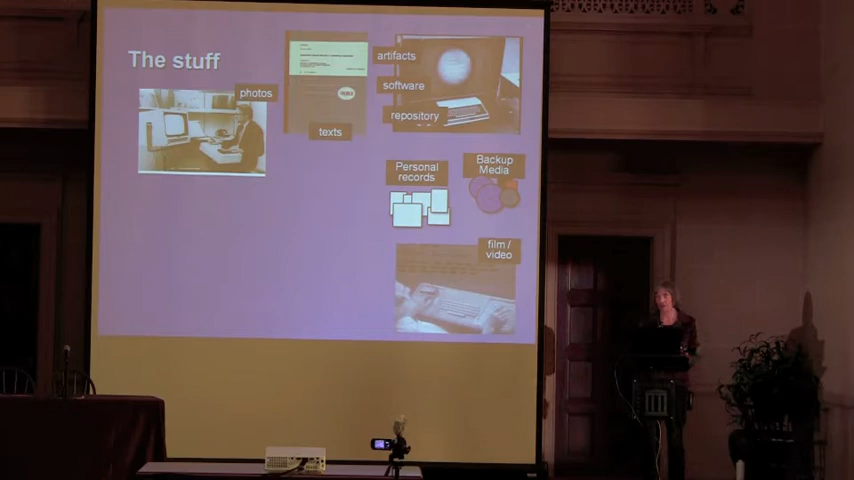 The stuff
photos
texts
artifacts
software
repository
Personal
records
Backup
Media
film /
video